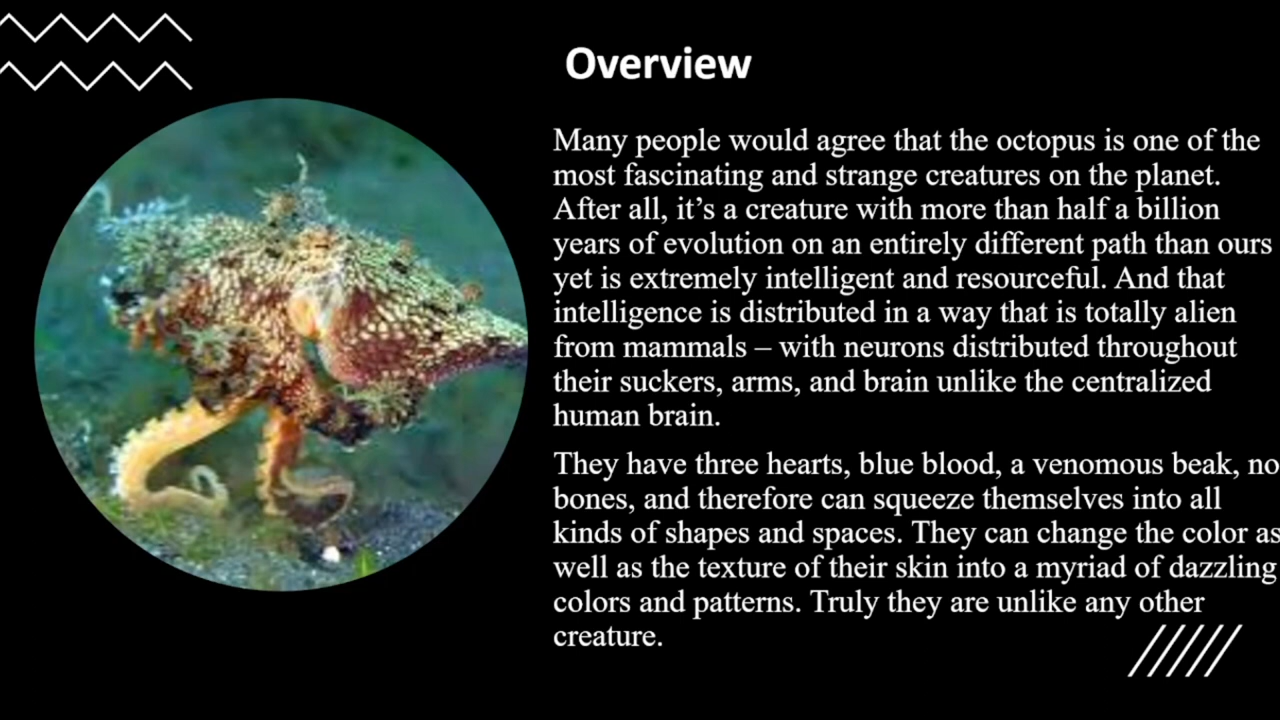 Overview
Many people would agree that the octopus is one of the
most fascinating and strange creatures on the planet.
After all, it’s a creature with more than half a billion
years of evolution on an entirely different path than ours
yet is extremely intelligent and resourceful. And that
intelligence is distributed in a way that is totally alien
from mammals – with neurons distributed throughout
their suckers, arms, and brain unlike the centralized
human brain.
They have three hearts, blue blood, a venomous beak, no
bones, and therefore can squeeze themselves into all
kinds of shapes and spaces. They can change the color as
well as the texture of their skin into a myriad of dazzling
colors and patterns. Truly they are unlike any other
creature.